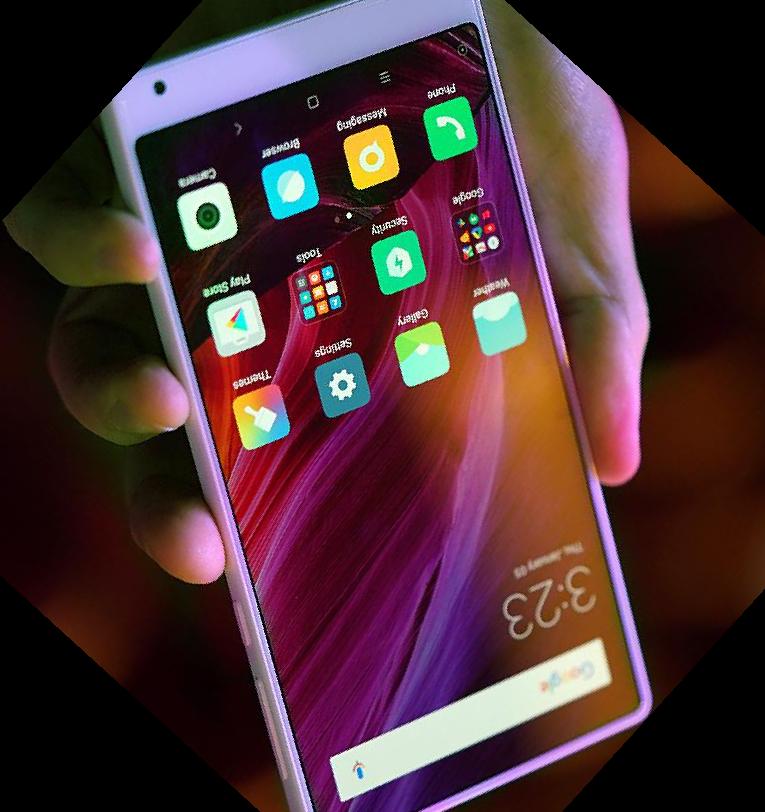 Google
3:23
Thu, January 05
Weather Gallery Settings Themes
Google Security Tools Play Store
Phone Messaging Browser Camera